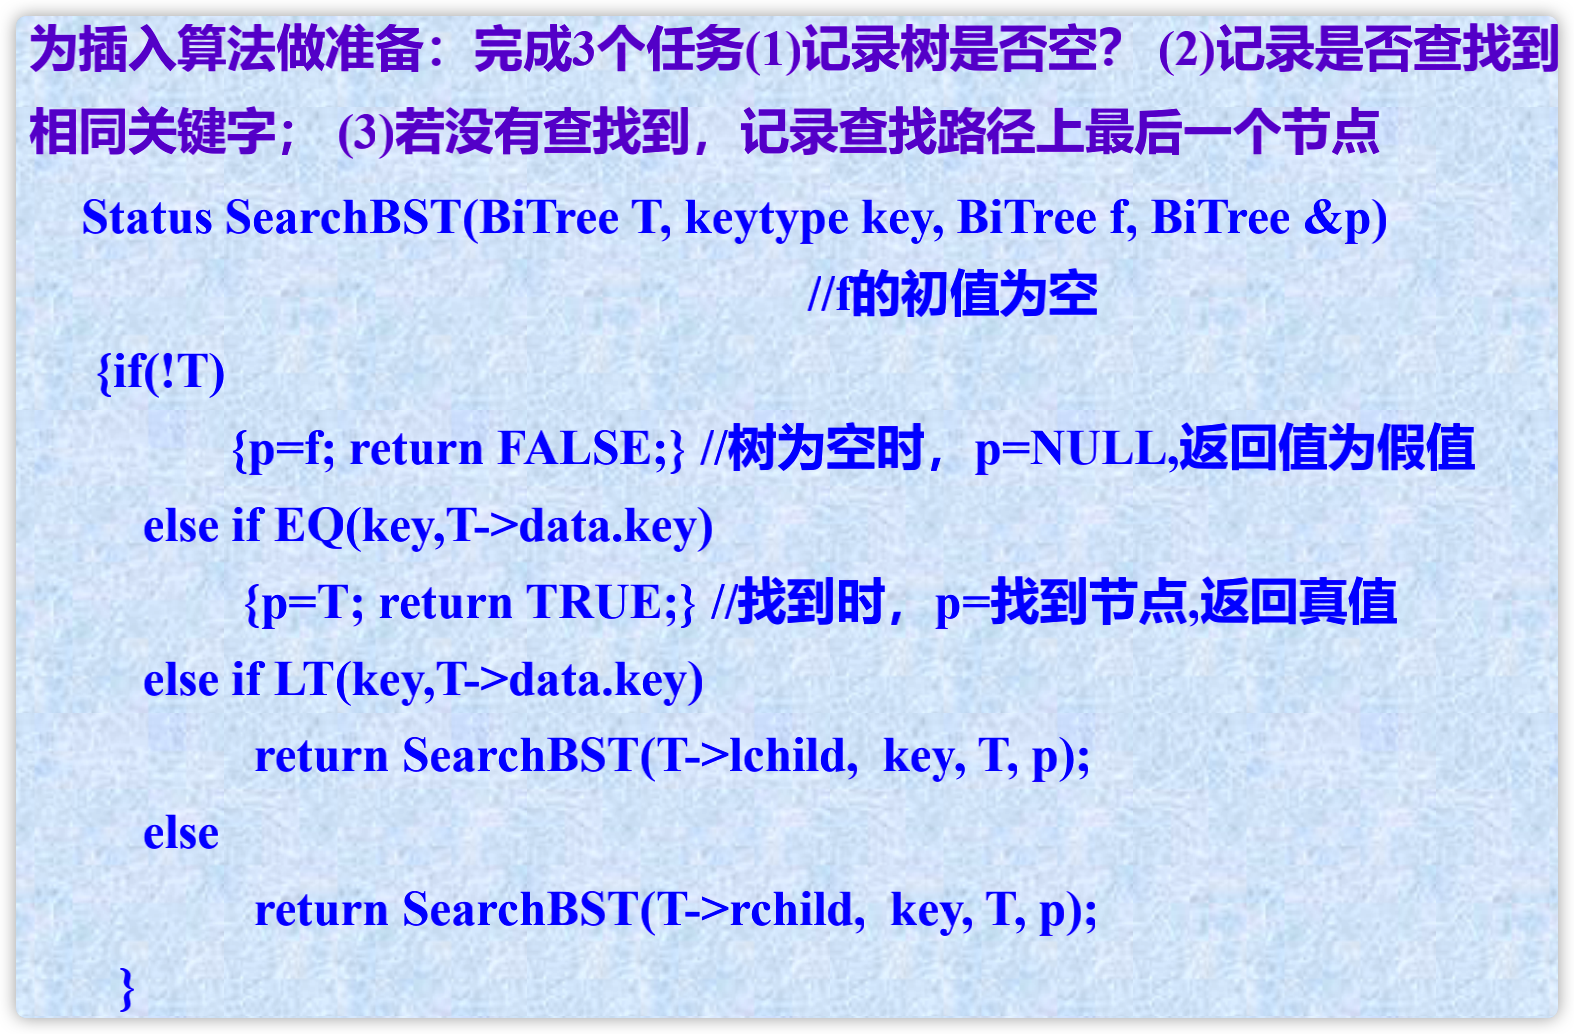 为插入算法做准备：完成3个任务(1)记录树是否空？ (2)记录是否查找到
相同关键字； (3)若没有查找到，记录查找路径上最后一个节点
Status SearchBST(BiTree T, keytype key, BiTree f, BiTree &p)
//f的初值为空
{if(!T)
{p=f; return FALSE;} //树为空时，p=NULL,返回值为假值
else if EQ(key,T->data.key)
{p=T; return TRUE;} //找到时，p=找到节点,返回真值
else if LT(key,T->data.key)
return SearchBST(T->lchild, key, T, p);
else
return SearchBST(T->rchild, key, T, p);
}